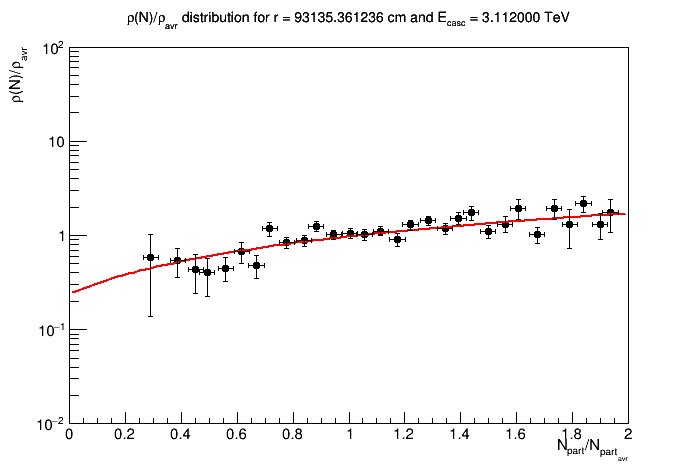 ρ(N)/ρavr distribution for r = 93135.361236 cm and Ecasc = 3.112000 TeV
ρ(N)/ρavr
10²
10
1
10⁻¹
10⁻²
0 0.2 0.4 0.6 0.8 1 1.2 1.4 1.6 1.8 2
Npart/Npartavr